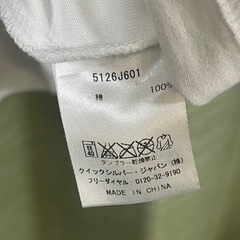 5126J601
綿 100%
タンブラー乾燥禁止
クイックシルバー・ジャパン(株)
フリーダイヤル 0120-32-9190
MADE IN CHINA